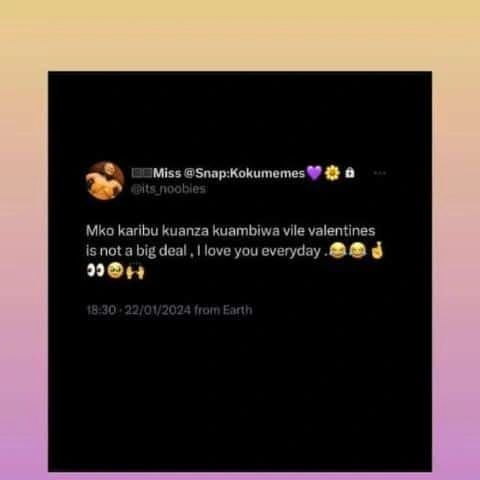 Miss @Snap:Kokumemes💜🌼🔒 ...
@its_noobies
Mko karibu kuanza kuambiwa vile valentines
is not a big deal , I love you everyday .😂😂🤞
👀🥹🙌
18:30 · 22/01/2024 from Earth